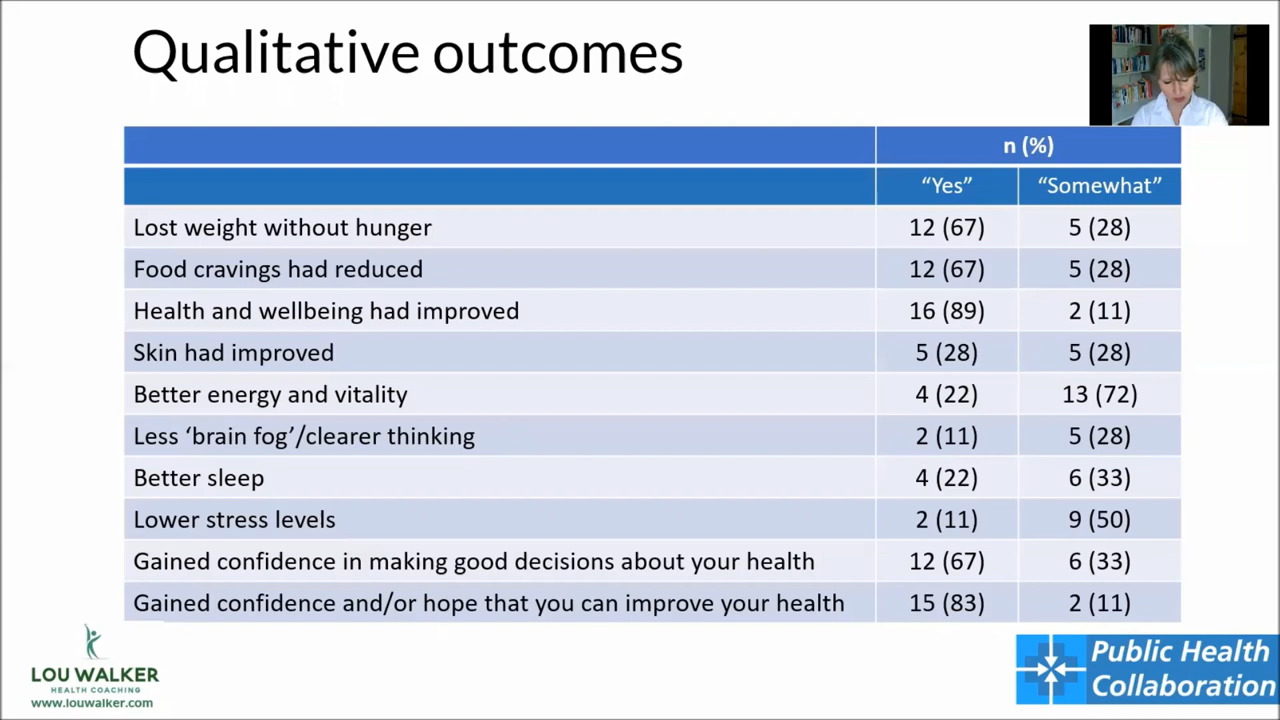 Qualitative outcomes
n (%)
“Yes” “Somewhat”
Lost weight without hunger 12 (67) 5 (28)
Food cravings had reduced 12 (67) 5 (28)
Health and wellbeing had improved 16 (89) 2 (11)
Skin had improved 5 (28) 5 (28)
Better energy and vitality 4 (22) 13 (72)
Less ‘brain fog’/clearer thinking 2 (11) 5 (28)
Better sleep 4 (22) 6 (33)
Lower stress levels 2 (11) 9 (50)
Gained confidence in making good decisions about your health 12 (67) 6 (33)
Gained confidence and/or hope that you can improve your health 15 (83) 2 (11)
LOU WALKER
HEALTH COACHING
www.louwalker.com
Public Health
Collaboration